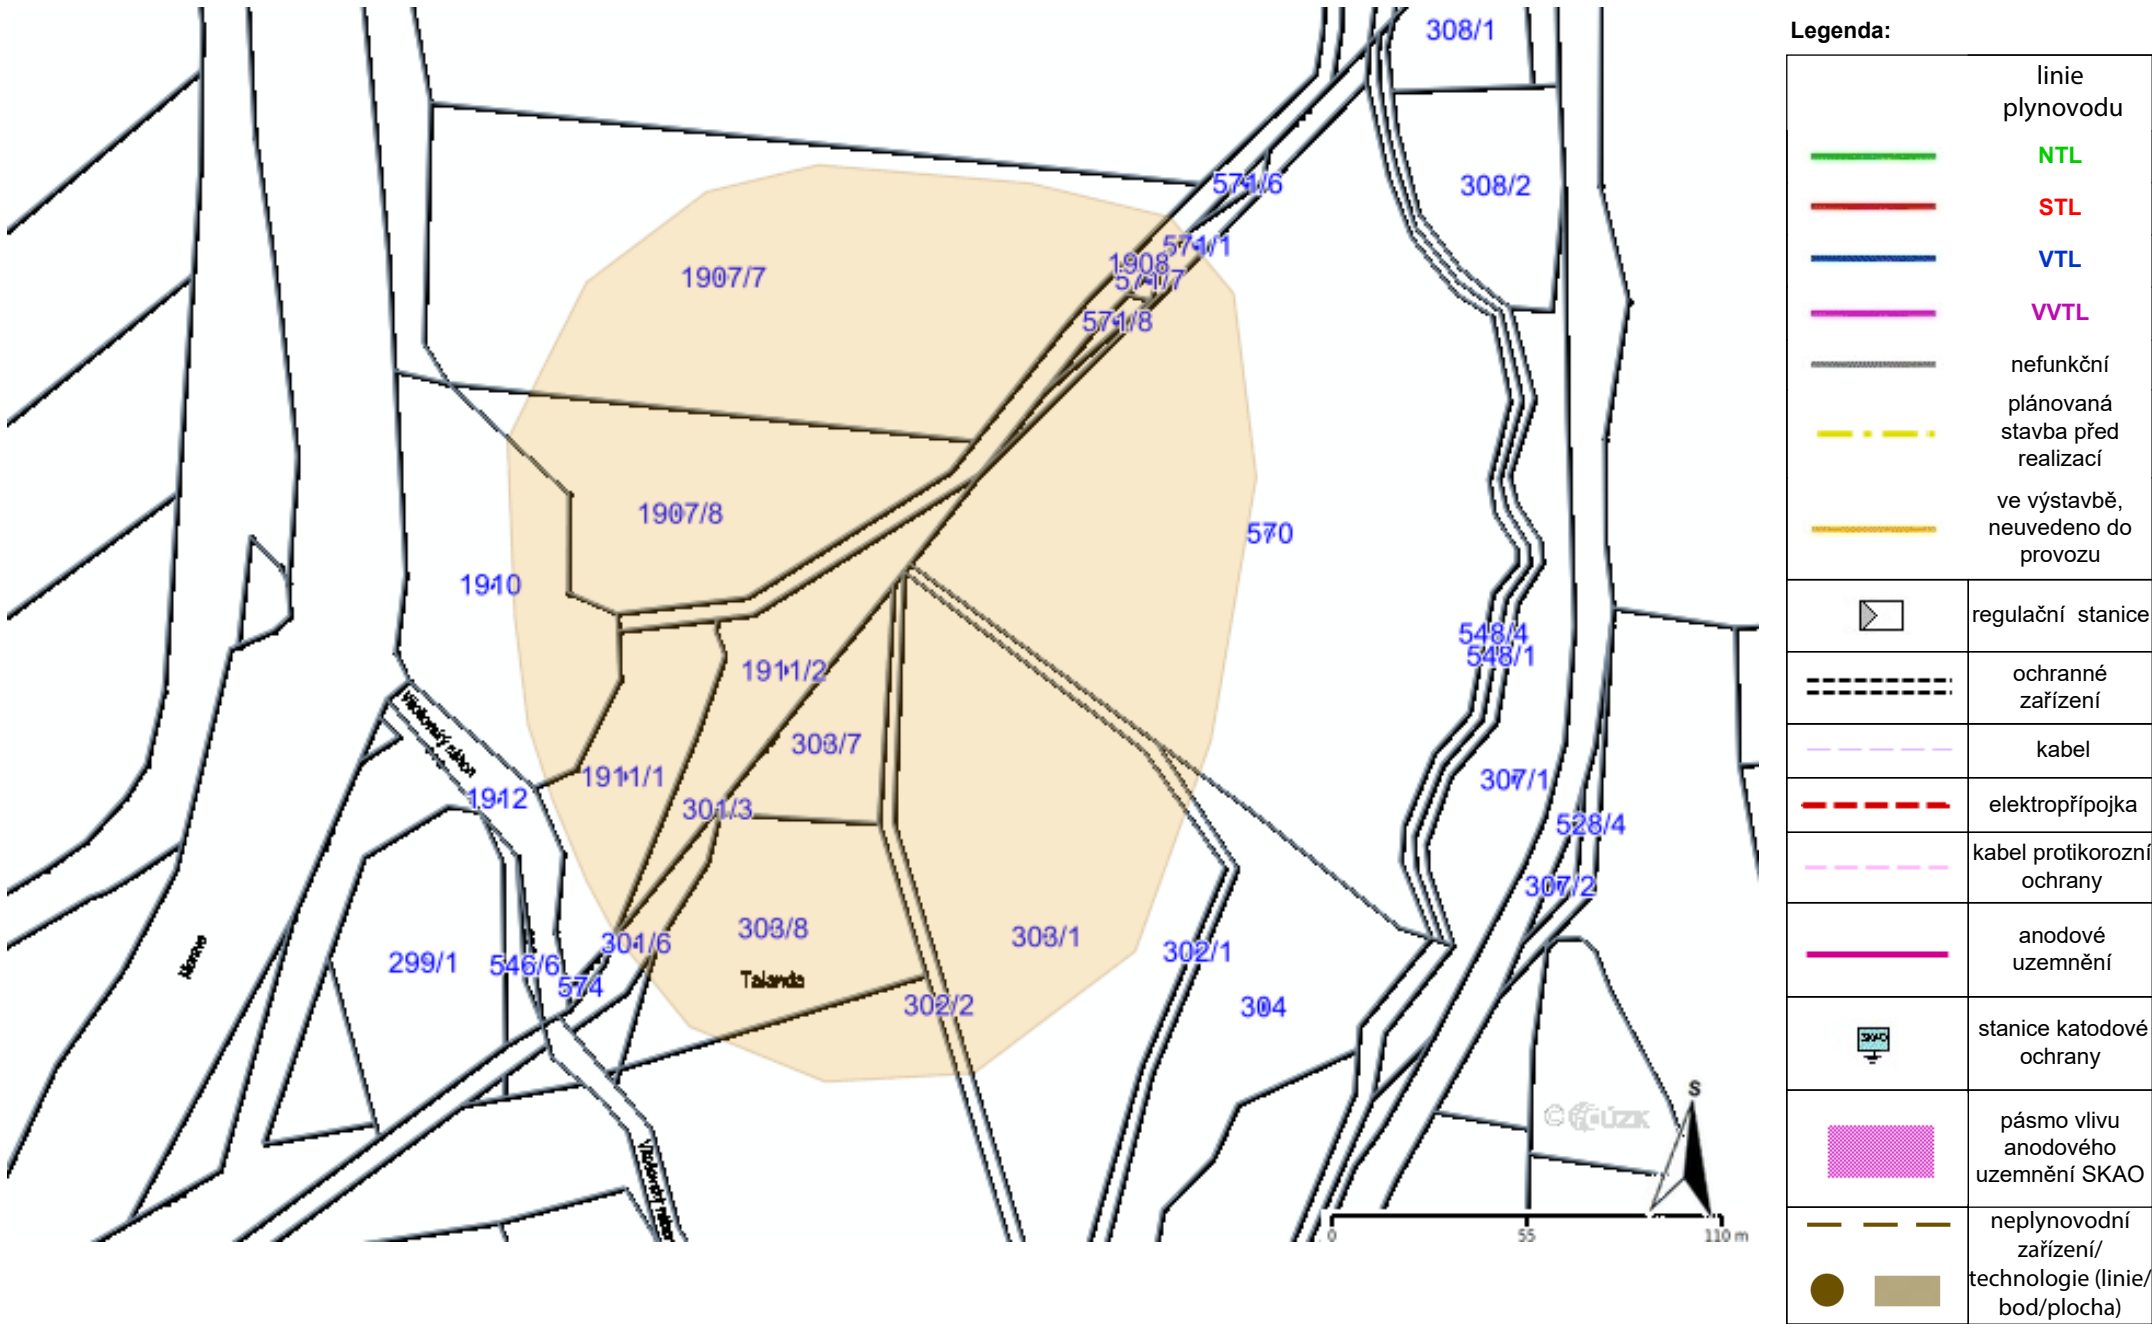 308/1
308/2
571/6
571/1
1908
571/7
571/8
1907/7
1907/8
570
1910
548/4
548/1
1911/2
303/7
307/1
1911/1
1912
301/3
528/4
307/2
303/8
303/1
301/6
302/1
299/1
546/6
574
Talanda
302/2
304
Morava
© ČÚZK
S
0
55
110 m
Legenda:
linie
plynovodu
NTL
STL
VTL
VVTL
nefunkční
plánovaná
stavba před
realizací
ve výstavbě,
neuvedeno do
provozu
regulační stanice
ochranné
zařízení
kabel
elektropřípojka
kabel protikorozní
ochrany
anodové
uzemnění
SKAO
stanice katodové
ochrany
pásmo vlivu
anodového
uzemnění SKAO
neplynovodní
zařízení/
technologie (linie/
bod/plocha)